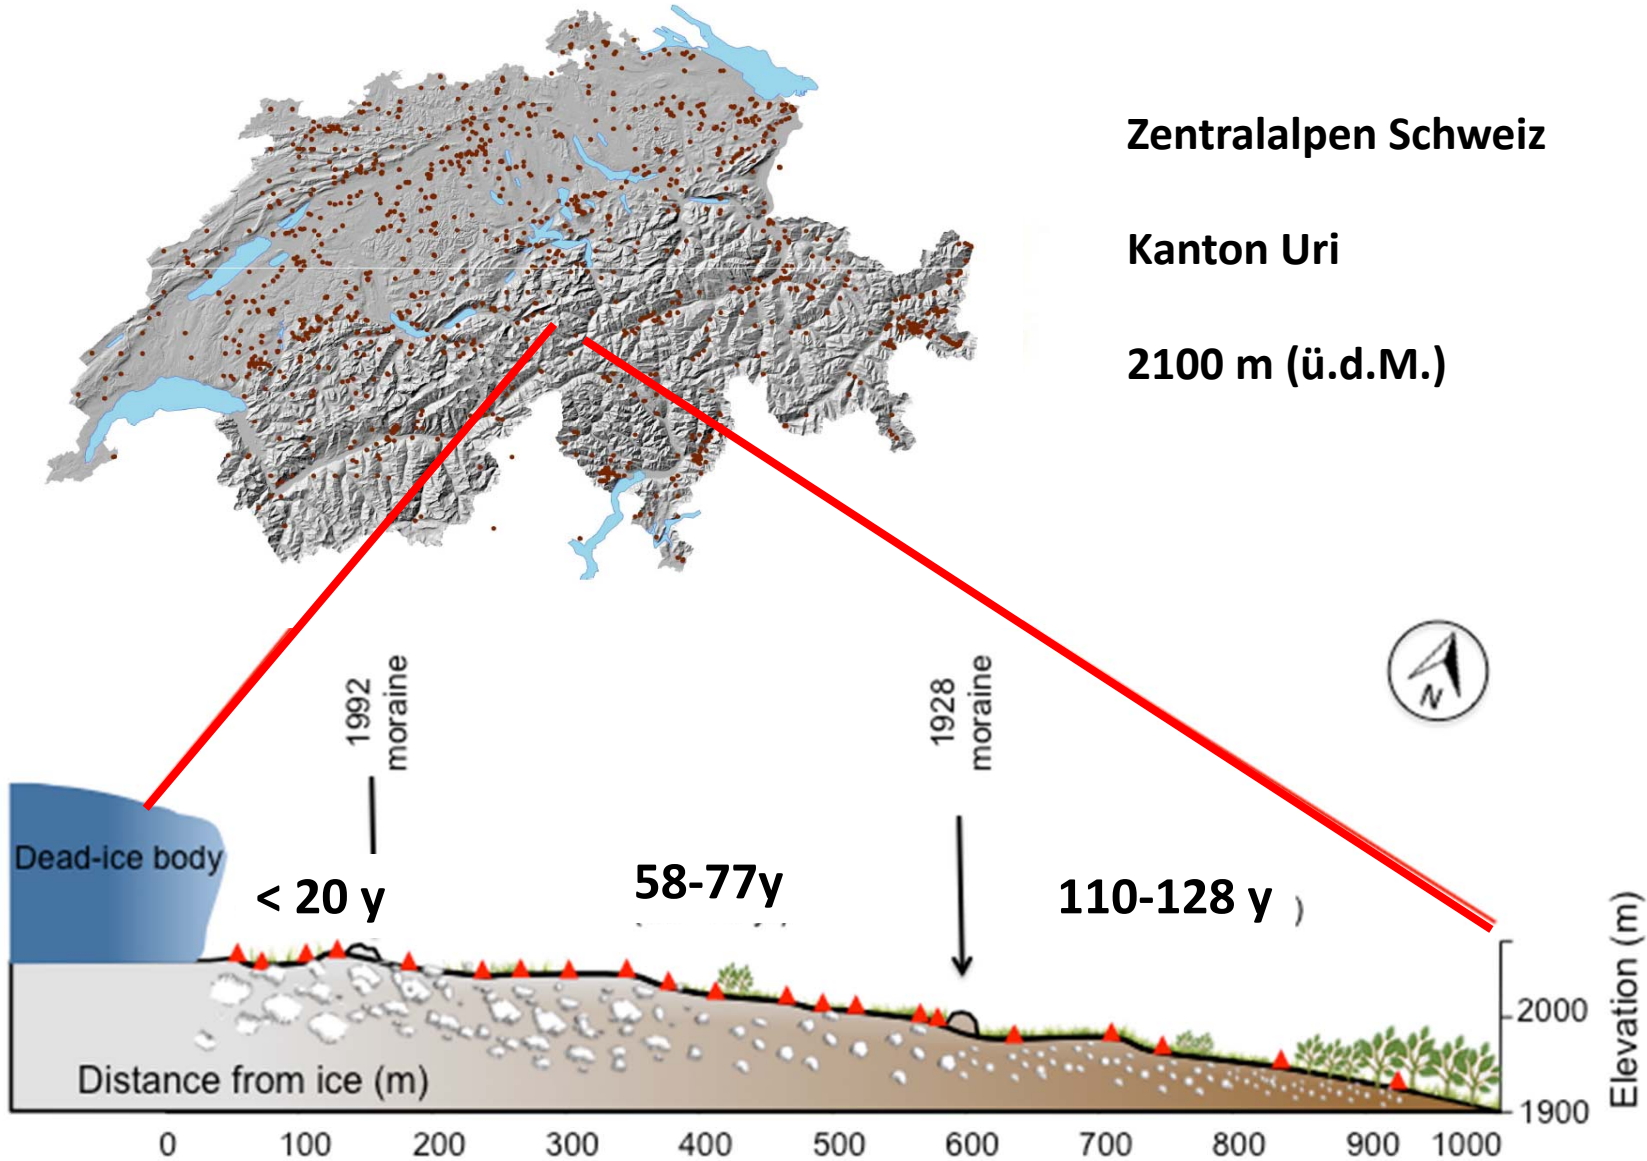 Zentralalpen Schweiz
Kanton Uri
2100 m (ü.d.M.)
N
1992
moraine
1928
moraine
Dead-ice body
< 20 y
58-77y
110-128 y )
Elevation (m)
2000
1900
Distance from ice (m)
0 100 200 300 400 500 600 700 800 900 1000